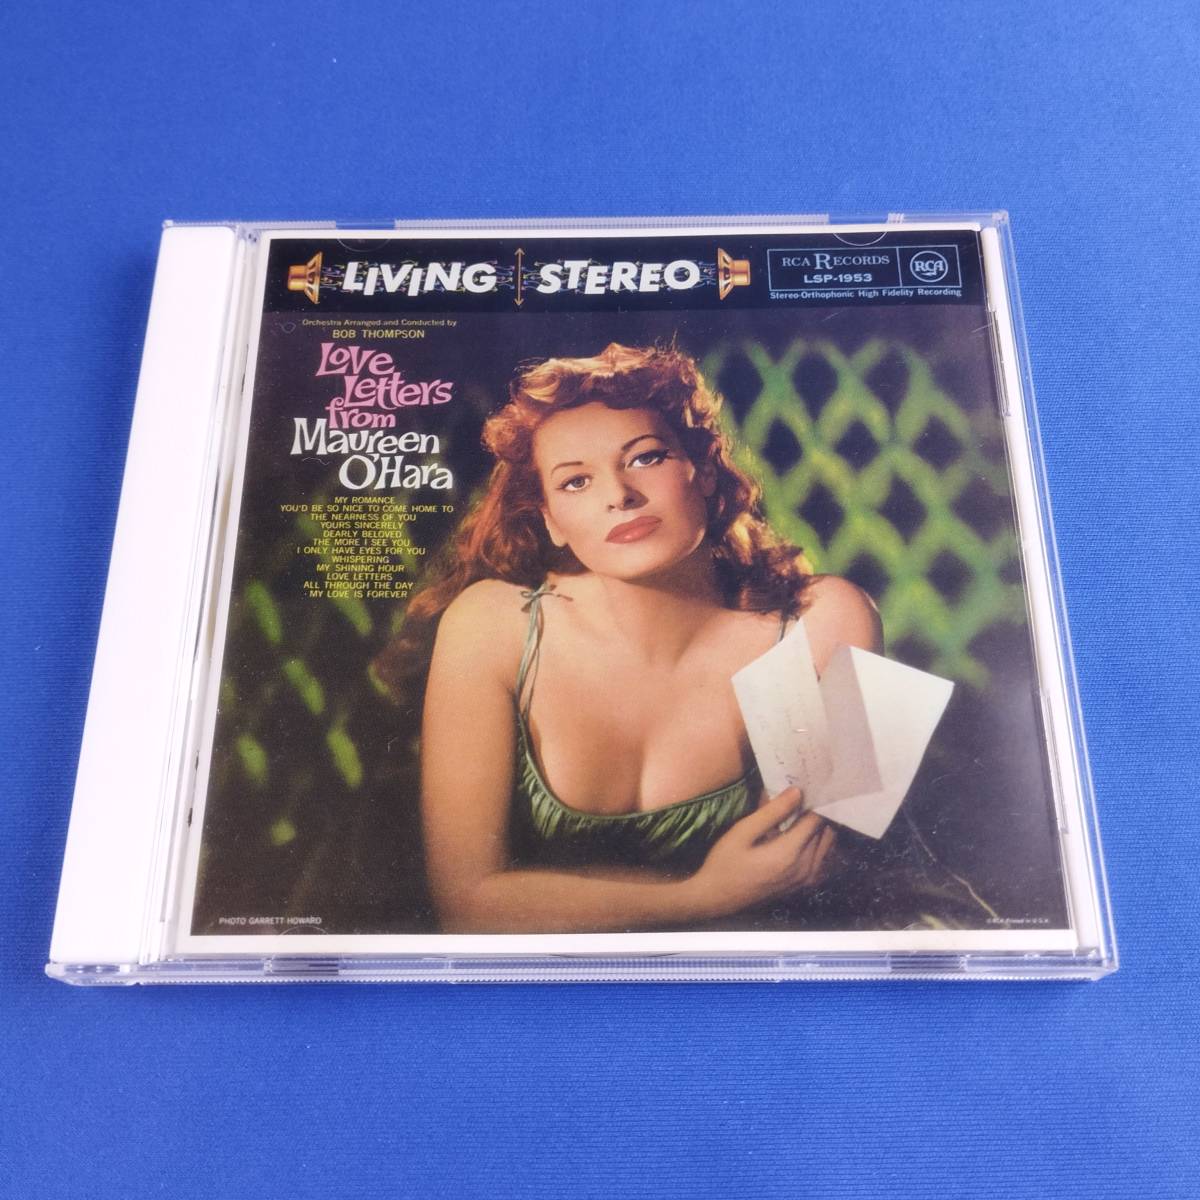 LIVING STEREO
RCA RECORDS
RCA
LSP-1953
Stereo-Orthophonic High Fidelity Recording
Orchestra Arranged and Conducted by
BOB THOMPSON
Love
Letters
from
Maureen
O'Hara
MY ROMANCE
YOU'D BE SO NICE TO COME HOME TO
THE NEARNESS OF YOU
YOURS SINCERELY
DEARLY BELOVED
THE MORE I SEE YOU
I ONLY HAVE EYES FOR YOU
WHISPERING
MY SHINING HOUR
LOVE LETTERS
ALL THROUGH THE DAY
MY LOVE IS FOREVER
PHOTO GARRETT-HOWARD
©RCA Printed in U.S.A.